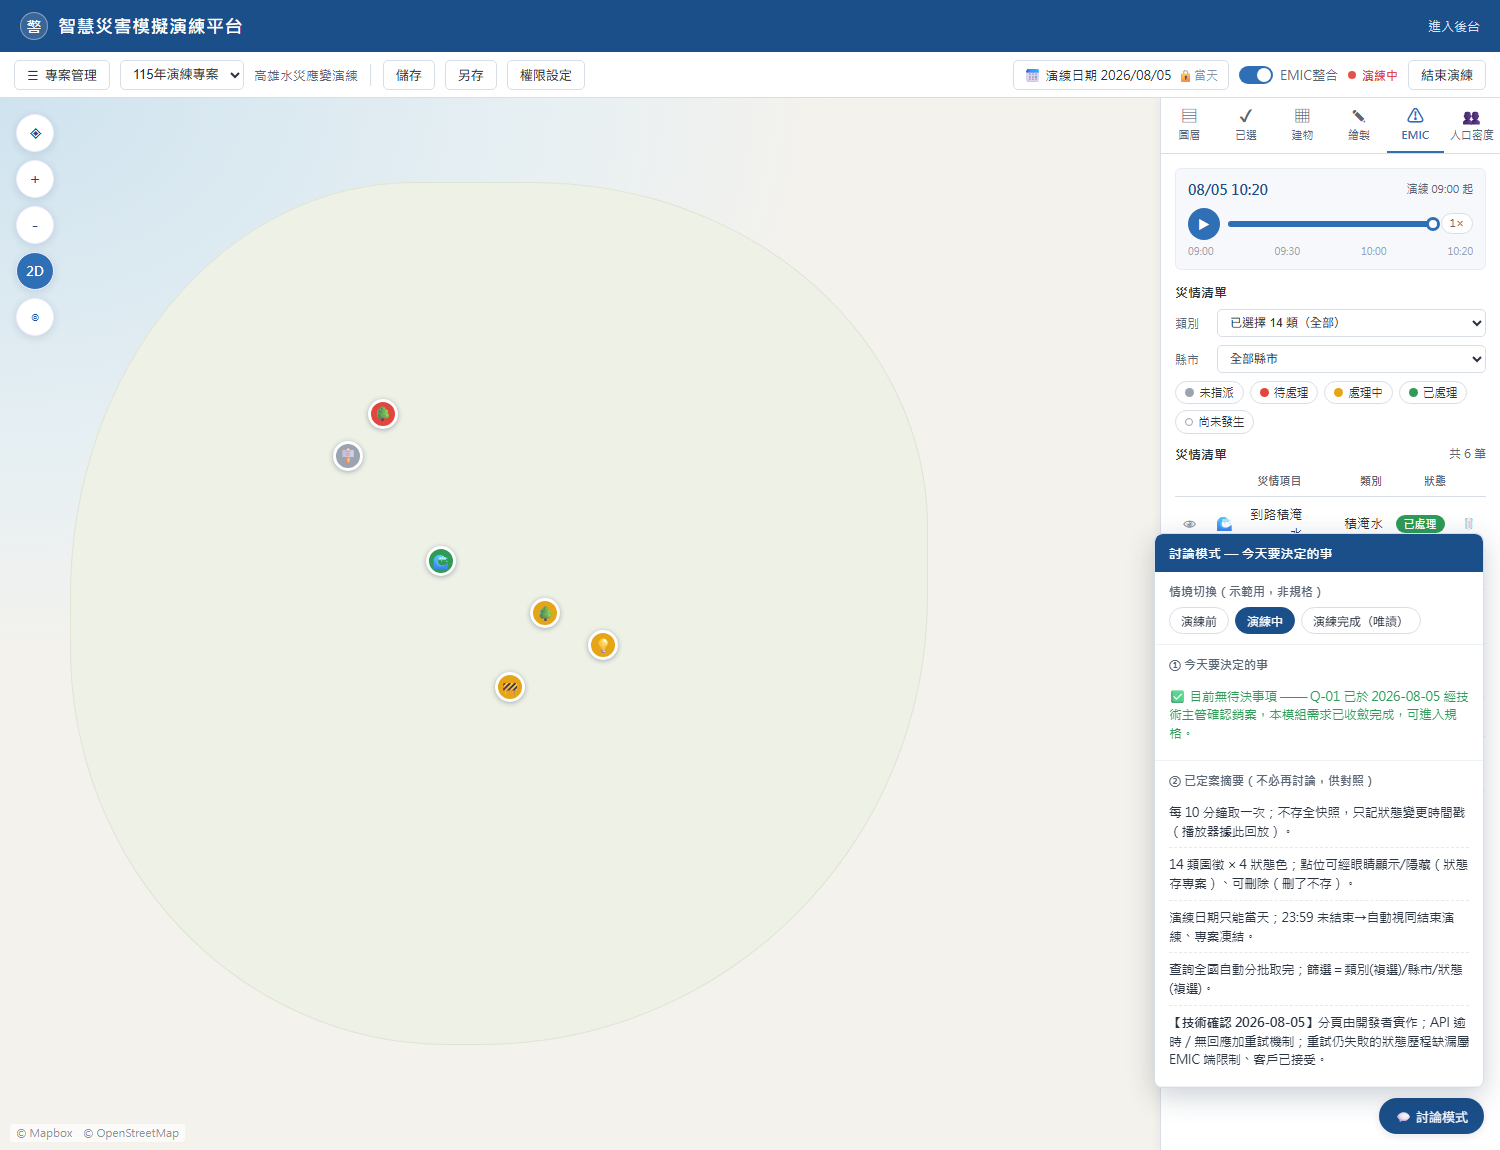 警 智慧災害模擬演練平台
進入後台
☰ 專案管理
115年演練專案
高雄水災應變演練
儲存
另存
權限設定
演練日期 2026/08/05 當天
EMIC整合
演練中
結束演練
+
-
2D
圖層
已選
建物
繪製
EMIC
人口密度
08/05 10:20
演練 09:00 起
1×
09:00 09:30 10:00 10:20
災情清單
類別 已選擇 14 類（全部）
縣市 全部縣市
未指派 待處理 處理中 已處理
尚未發生
災情清單 共 6 筆
災情項目 類別 狀態
到路積淹 積淹水 已處理
討論模式 — 今天要決定的事
情境切換（示範用，非規格）
演練前 演練中 演練完成（唯讀）
① 今天要決定的事
✅ 目前無待決事項 —— Q-01 已於 2026-08-05 經技
術主管確認銷案，本模組需求已收斂完成，可進入規
格。
② 已定案摘要（不必再討論，供對照）
每 10 分鐘取一次；不存全快照，只記狀態變更時間戳
（播放器據此回放）。
14 類圖徵 × 4 狀態色；點位可經眼睛顯示/隱藏（狀態
存專案）、可刪除（刪了不存）。
演練日期只能當天；23:59 未結束→自動視同結束演
練、專案凍結。
查詢全國自動分批取完；篩選＝類別(複選)/縣市/狀態
(複選)。
【技術確認 2026-08-05】分頁由開發者實作；API 逾
時 / 無回應加重試機制；重試仍失敗的狀態歷程缺漏屬
EMIC 端限制、客戶已接受。
討論模式
© Mapbox © OpenStreetMap